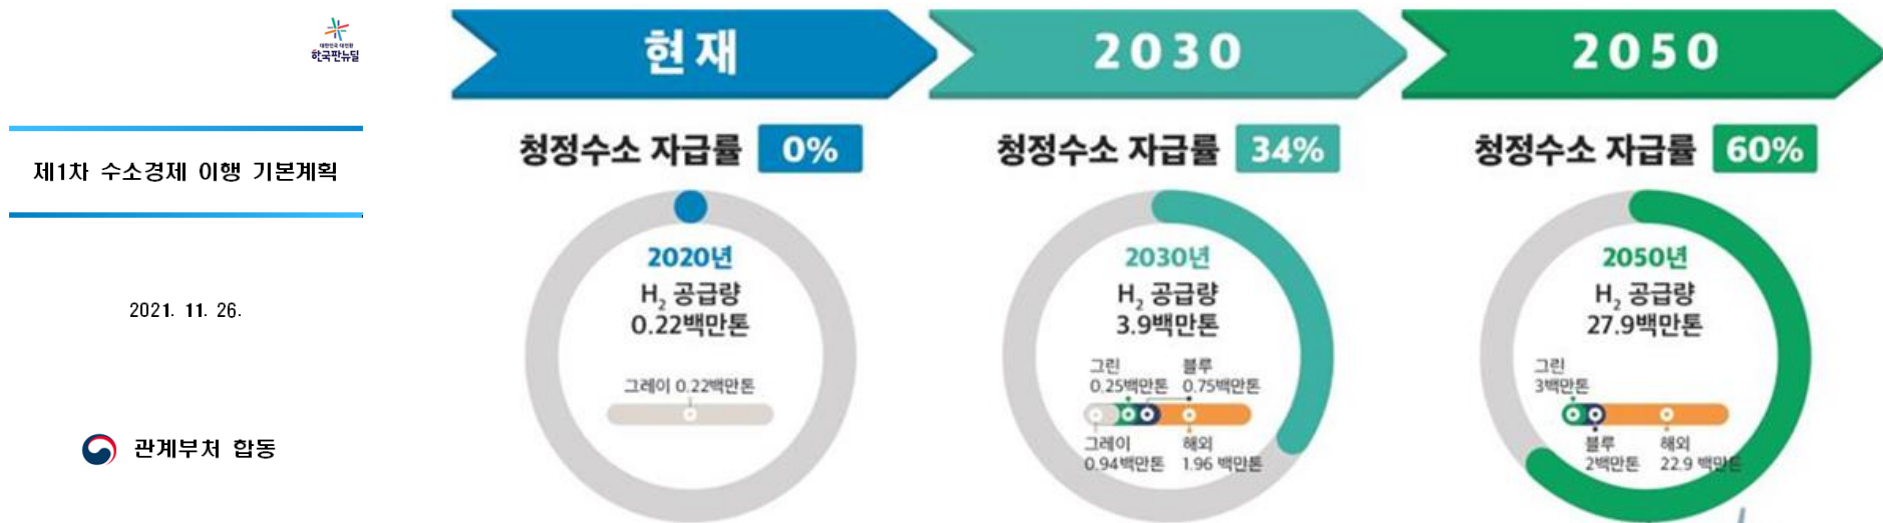 대한민국 대전환
한국판뉴딜
제1차 수소경제 이행 기본계획
2021. 11. 26.
관계부처 합동
현재
청정수소 자급률 0%
2020년
H₂ 공급량
0.22백만톤
그레이 0.22백만톤
2030
청정수소 자급률 34%
2030년
H₂ 공급량
3.9백만톤
그린
0.25백만톤
블루
0.75백만톤
그레이
0.94백만톤
해외
1.96 백만톤
2050
청정수소 자급률 60%
2050년
H₂ 공급량
27.9백만톤
그린
3백만톤
블루
2백만톤
해외
22.9 백만톤